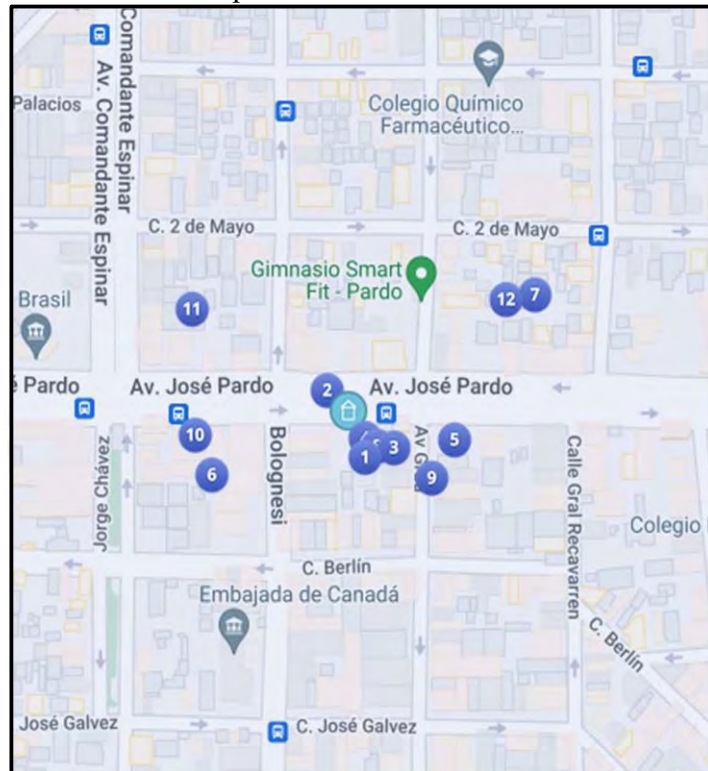 Comandante Espinar
Av. Comandante Espinar
Palacios
Colegio Químico
Farmacéutico...
C. 2 de Mayo
C. 2 de Mayo
Gimnasio Smart
Fit - Pardo
Brasil
11
12
7
é Pardo
Av. José Pardo
2
Av. José Pardo
10
6
1
3
5
9
Jorge Chávez
Bolognesi
Calle Gral Recavarren
Colegio
C. Berlín
C. Berlín
Embajada de Canadá
José Galvez
C. José Galvez